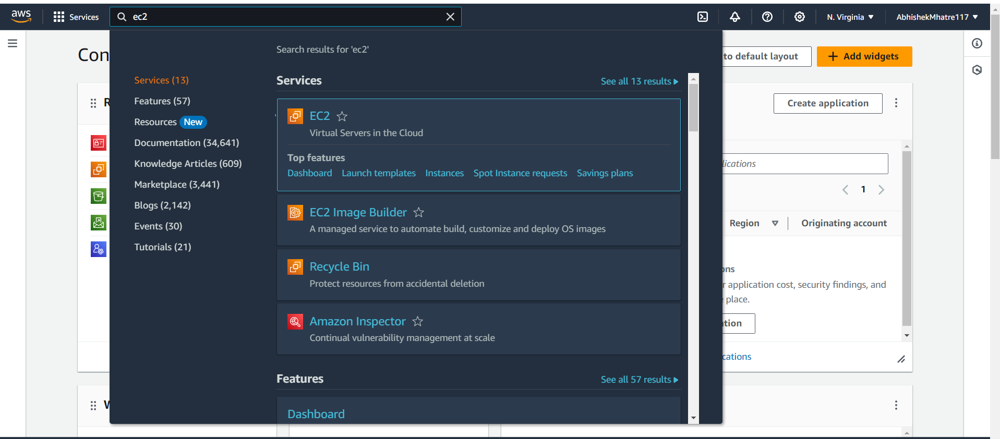 aws
Services
ec2
N. Virginia
AbhishekMhatre117
Con
to default layout
Add widgets
Search results for 'ec2'
Services (13)
Features (57)
Resources New
Documentation (34,641)
Knowledge Articles (609)
Marketplace (3,441)
Blogs (2,142)
Events (30)
Tutorials (21)
Services
See all 13 results
EC2
Virtual Servers in the Cloud
Top features
Dashboard Launch templates Instances Spot Instance requests Savings plans
EC2 Image Builder
A managed service to automate build, customize and deploy OS images
Recycle Bin
Protect resources from accidental deletion
Amazon Inspector
Continual vulnerability management at scale
Features
See all 57 results
Dashboard
R
Create application
lications
1
Region
Originating account
ons
r application cost, security findings, and
place.
tion
cations
W